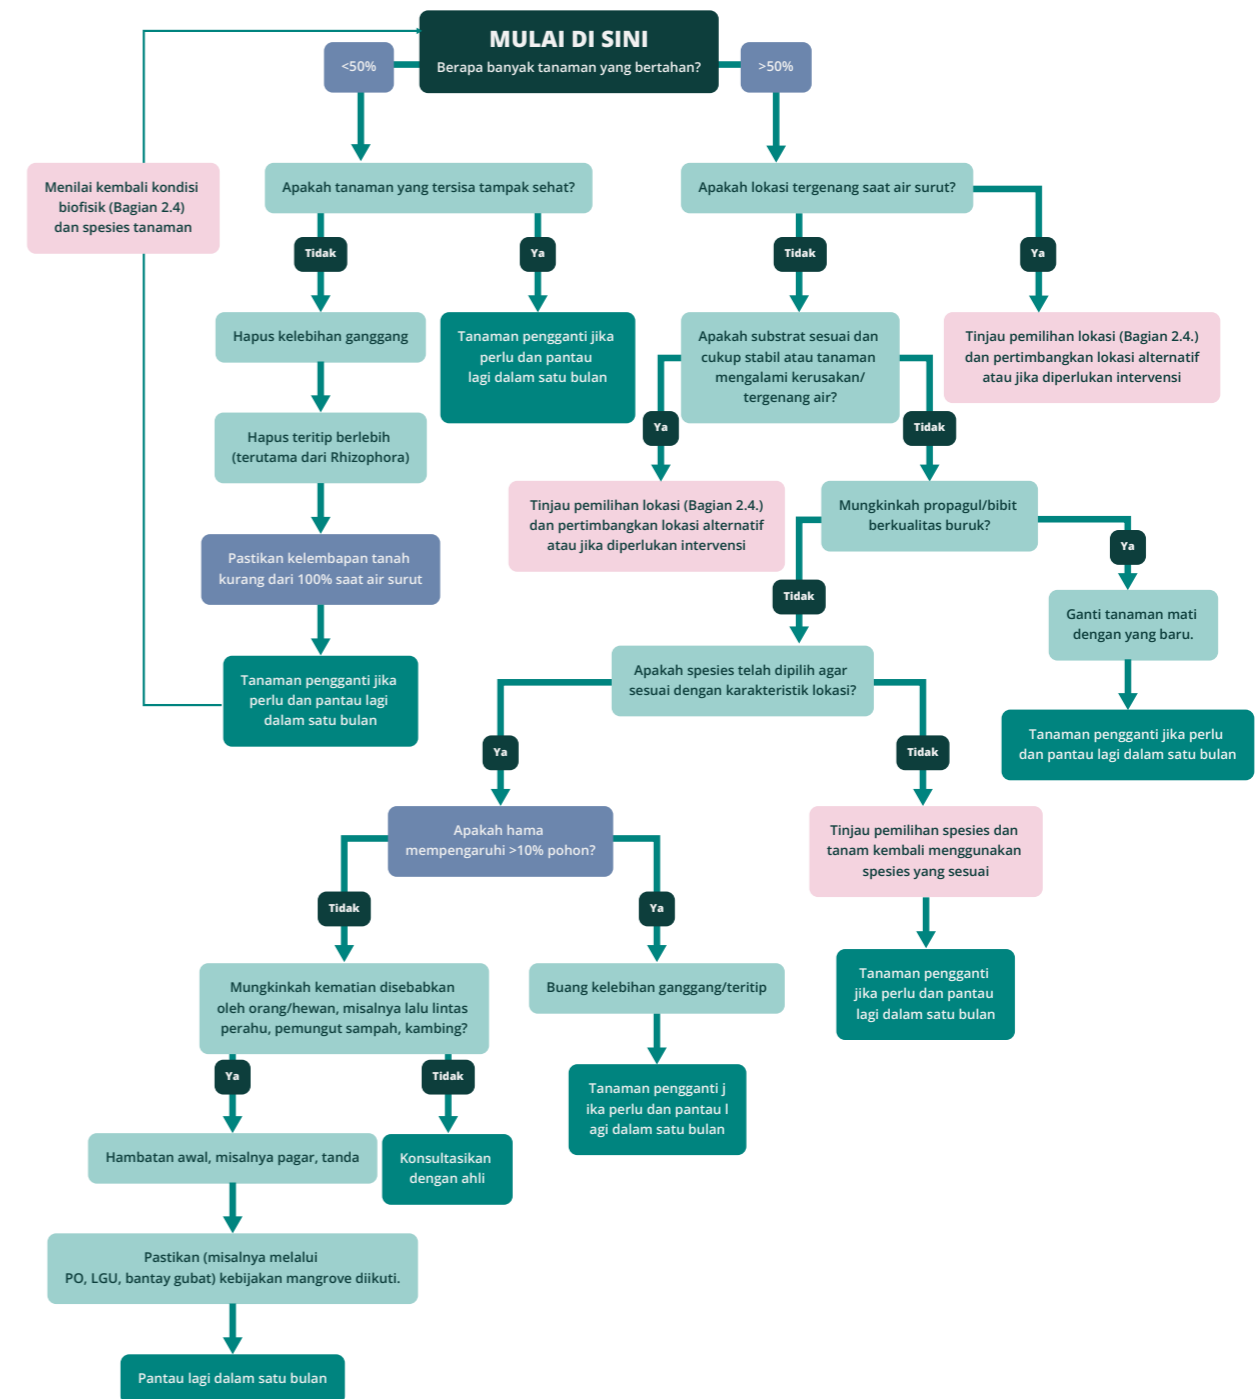 MULAI DI SINI
Berapa banyak tanaman yang bertahan?
<50%
>50%
Menilai kembali kondisi
biofisik (Bagian 2.4)
dan spesies tanaman
Apakah tanaman yang tersisa tampak sehat?
Apakah lokasi tergenang saat air surut?
Tidak
Ya
Tidak
Ya
Hapus kelebihan ganggang
Tanaman pengganti jika
perlu dan pantau
lagi dalam satu bulan
Apakah substrat sesuai dan
cukup stabil atau tanaman
mengalami kerusakan/
tergenang air?
Tinjau pemilihan lokasi (Bagian 2.4.)
dan pertimbangkan lokasi alternatif
atau jika diperlukan intervensi
Ya
Tidak
Hapus teritip berlebih
(terutama dari Rhizophora)
Tinjau pemilihan lokasi (Bagian 2.4.)
dan pertimbangkan lokasi alternatif
atau jika diperlukan intervensi
Mungkinkah propagul/bibit
berkualitas buruk?
Ya
Pastikan kelembapan tanah
kurang dari 100% saat air surut
Tidak
Ganti tanaman mati
dengan yang baru.
Tanaman pengganti jika
perlu dan pantau lagi
dalam satu bulan
Apakah spesies telah dipilih agar
sesuai dengan karakteristik lokasi?
Tanaman pengganti jika perlu
dan pantau lagi dalam satu bulan
Ya
Tidak
Apakah hama
mempengaruhi >10% pohon?
Tinjau pemilihan spesies dan
tanam kembali menggunakan
spesies yang sesuai
Tidak
Ya
Mungkinkah kematian disebabkan
oleh orang/hewan, misalnya lalu lintas
perahu, pemungut sampah, kambing?
Buang kelebihan ganggang/teritip
Tanaman pengganti
jika perlu dan pantau
lagi dalam satu bulan
Ya
Tidak
Tanaman pengganti j
ika perlu dan pantau l
agi dalam satu bulan
Hambatan awal, misalnya pagar, tanda
Konsultasikan
dengan ahli
Pastikan (misalnya melalui
PO, LGU, bantay gubat) kebijakan mangrove diikuti.
Pantau lagi dalam satu bulan